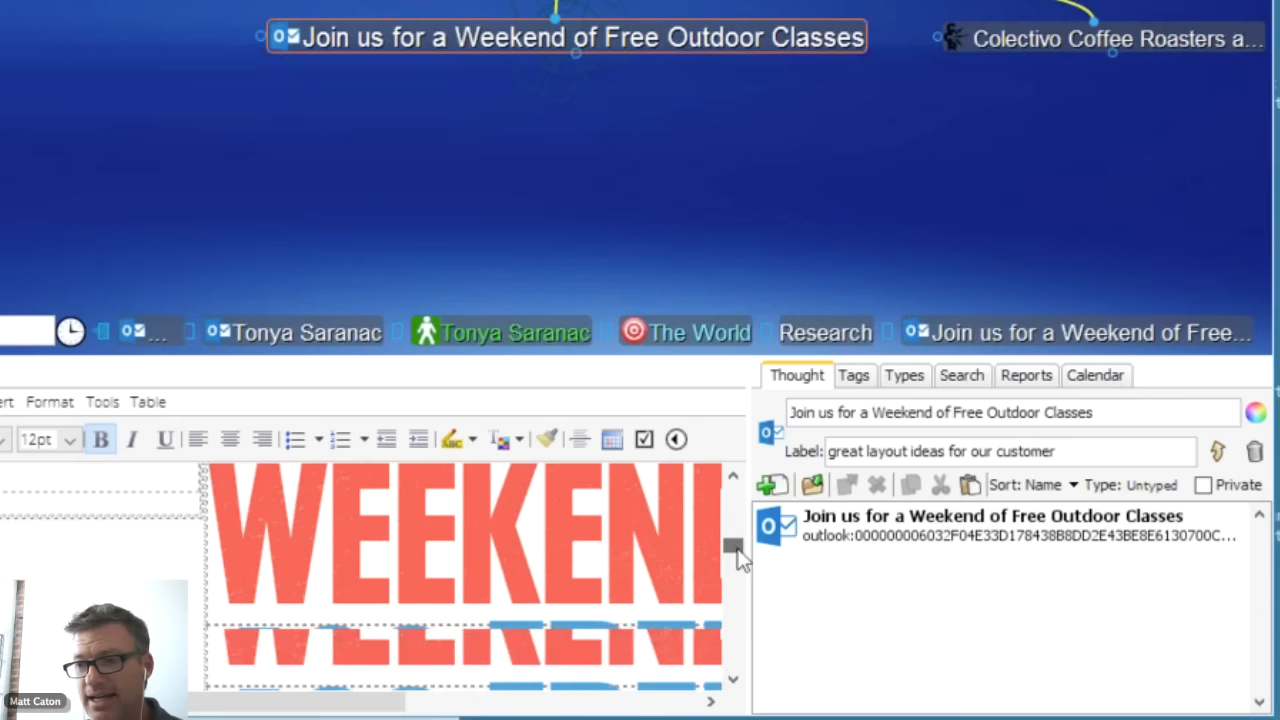 Join us for a Weekend of Free Outdoor Classes
Colectivo Coffee Roasters a...
...
Tonya Saranac
Tonya Saranac
The World
Research
Join us for a Weekend of Free...
Thought Tags Types Search Reports Calendar
ert Format Tools Table
Join us for a Weekend of Free Outdoor Classes
12pt B I U
Label: great layout ideas for our customer
Sort: Name Type: Untyped Private
WEEKEN
Join us for a Weekend of Free Outdoor Classes
outlook:000000006032F04E33D178438B8DD2E43BE8E6130700C...
WEEKEN
Matt Caton